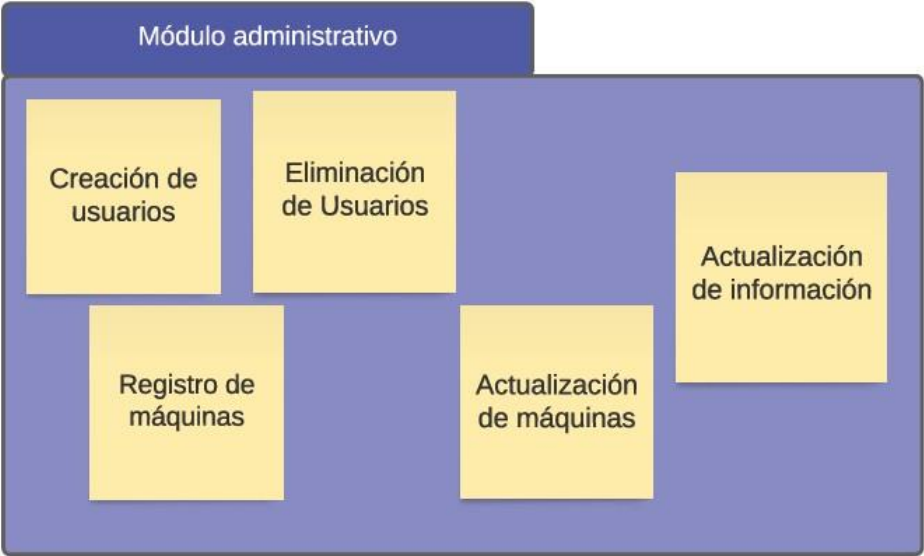 Módulo administrativo
Creación de
usuarios
Eliminación
de Usuarios
Actualización
de información
Registro de
máquinas
Actualización
de máquinas